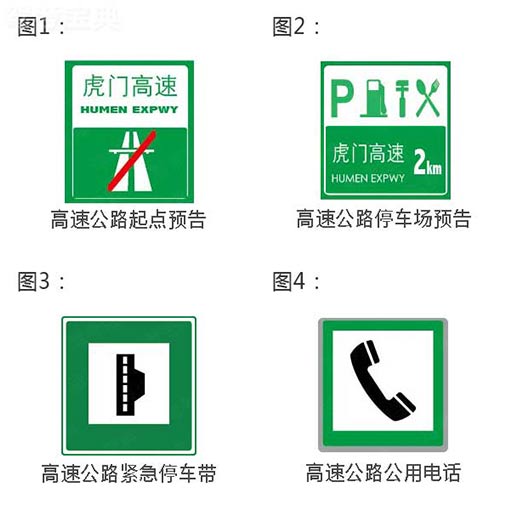 图1：
图2：
虎门高速
HUMEN EXPWY
P
虎门高速
HUMEN EXPWY
2km
高速公路起点预告
高速公路停车场预告
图3：
图4：
高速公路紧急停车带
高速公路公用电话